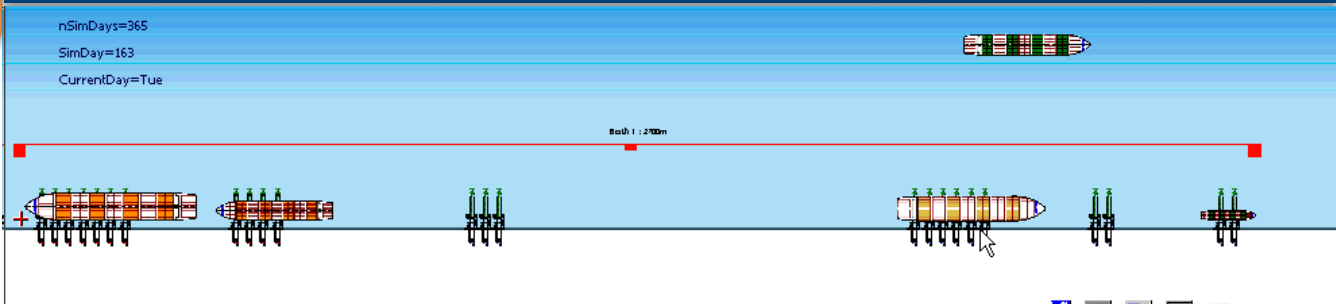 nSimDays=365
SimDay=163
CurrentDay=Tue
Berth 1 : 2700m